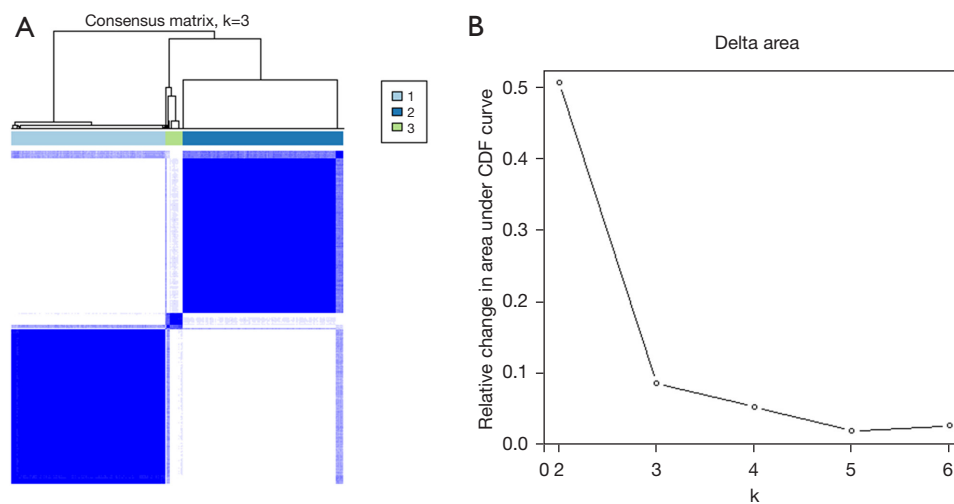 A
Consensus matrix, k=3
1
2
3
B
Delta area
Relative change in area under CDF curve
0.5
0.4
0.3
0.2
0.1
0.0
0 2 3 4 5 6
k